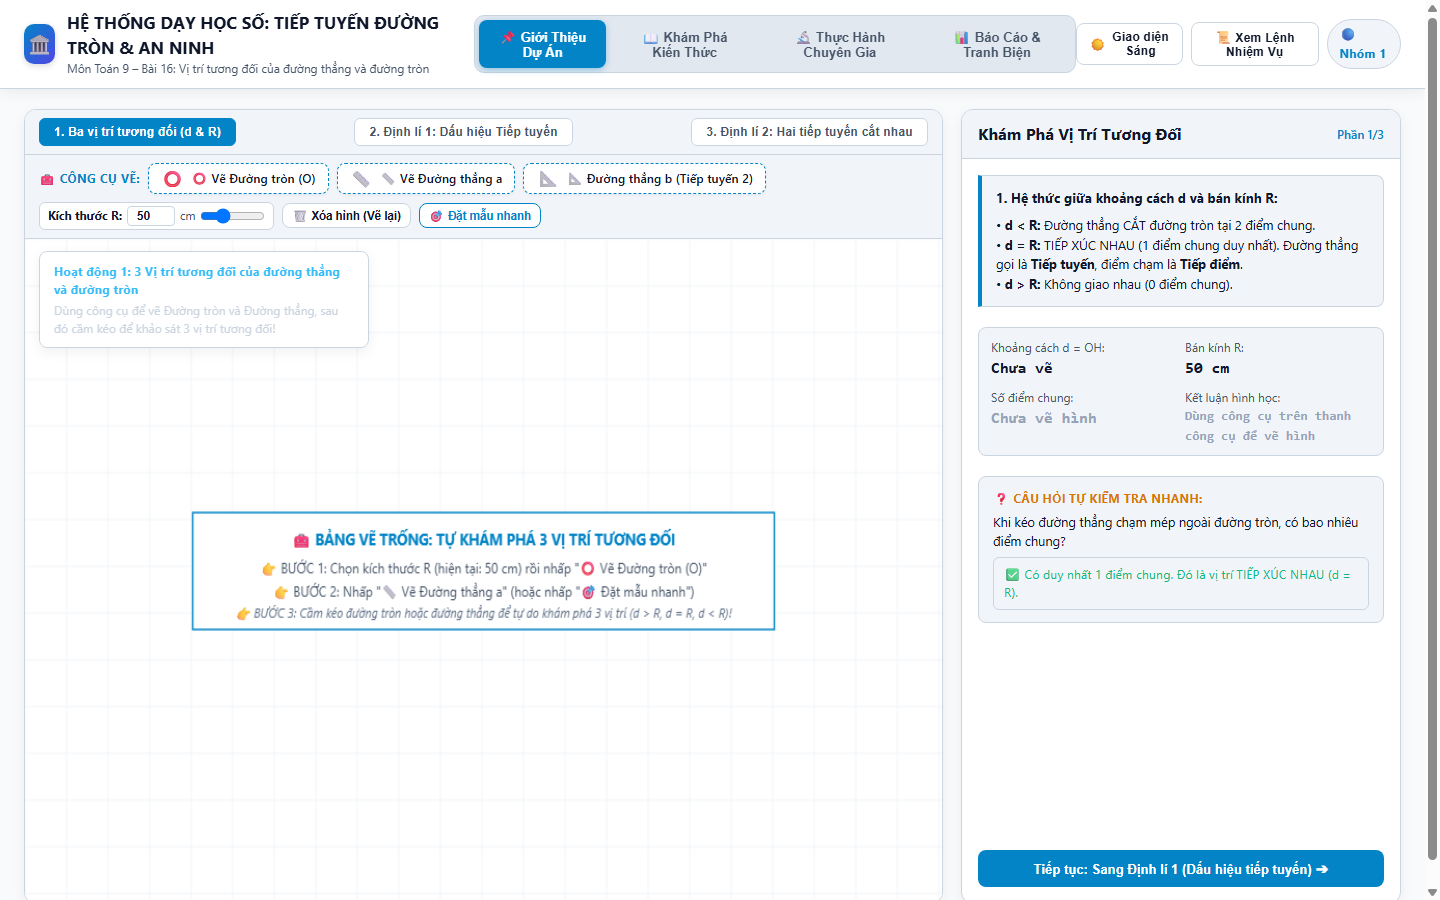 HỆ THỐNG DẠY HỌC SỐ: TIẾP TUYẾN ĐƯỜNG
TRÒN & AN NINH
Môn Toán 9 – Bài 16: Vị trí tương đối của đường thẳng và đường tròn
Giới Thiệu
Dự Án
Khám Phá
Kiến Thức
Thực Hành
Chuyên Gia
Báo Cáo &
Tranh Biện
Giao diện
Sáng
Xem Lệnh
Nhiệm Vụ
Nhóm 1
1. Ba vị trí tương đối (d & R)
2. Định lí 1: Dấu hiệu Tiếp tuyến
3. Định lí 2: Hai tiếp tuyến cắt nhau
CÔNG CỤ VẼ:
Vẽ Đường tròn (O)
Vẽ Đường thẳng a
Đường thẳng b (Tiếp tuyến 2)
Kích thước R: 50 cm
Xóa hình (Vẽ lại)
Đặt mẫu nhanh
Hoạt động 1: 3 Vị trí tương đối của đường thẳng
và đường tròn
Dùng công cụ để vẽ Đường tròn và Đường thẳng, sau
đó cầm kéo để khảo sát 3 vị trí tương đối!
BẢNG VẼ TRỐNG: TỰ KHÁM PHÁ 3 VỊ TRÍ TƯƠNG ĐỐI
👉 BƯỚC 1: Chọn kích thước R (hiện tại: 50 cm) rồi nhấp "⭕ Vẽ Đường tròn (O)"
👉 BƯỚC 2: Nhấp "📏 Vẽ Đường thẳng a" (hoặc nhấp "🎯 Đặt mẫu nhanh")
👉 BƯỚC 3: Cầm kéo đường tròn hoặc đường thẳng để tự do khám phá 3 vị trí (d > R, d = R, d < R)!
Khám Phá Vị Trí Tương Đối
Phần 1/3
1. Hệ thức giữa khoảng cách d và bán kính R:
• d < R: Đường thẳng CẮT đường tròn tại 2 điểm chung.
• d = R: TIẾP XÚC NHAU (1 điểm chung duy nhất). Đường thẳng
gọi là Tiếp tuyến, điểm chạm là Tiếp điểm.
• d > R: Không giao nhau (0 điểm chung).
Khoảng cách d = OH:
Chưa vẽ
Bán kính R:
50 cm
Số điểm chung:
Chưa vẽ hình
Kết luận hình học:
Dùng công cụ trên thanh
công cụ để vẽ hình
❓ CÂU HỎI TỰ KIỂM TRA NHANH:
Khi kéo đường thẳng chạm mép ngoài đường tròn, có bao nhiêu
điểm chung?
✅ Có duy nhất 1 điểm chung. Đó là vị trí TIẾP XÚC NHAU (d =
R).
Tiếp tục: Sang Định lí 1 (Dấu hiệu tiếp tuyến) ➔